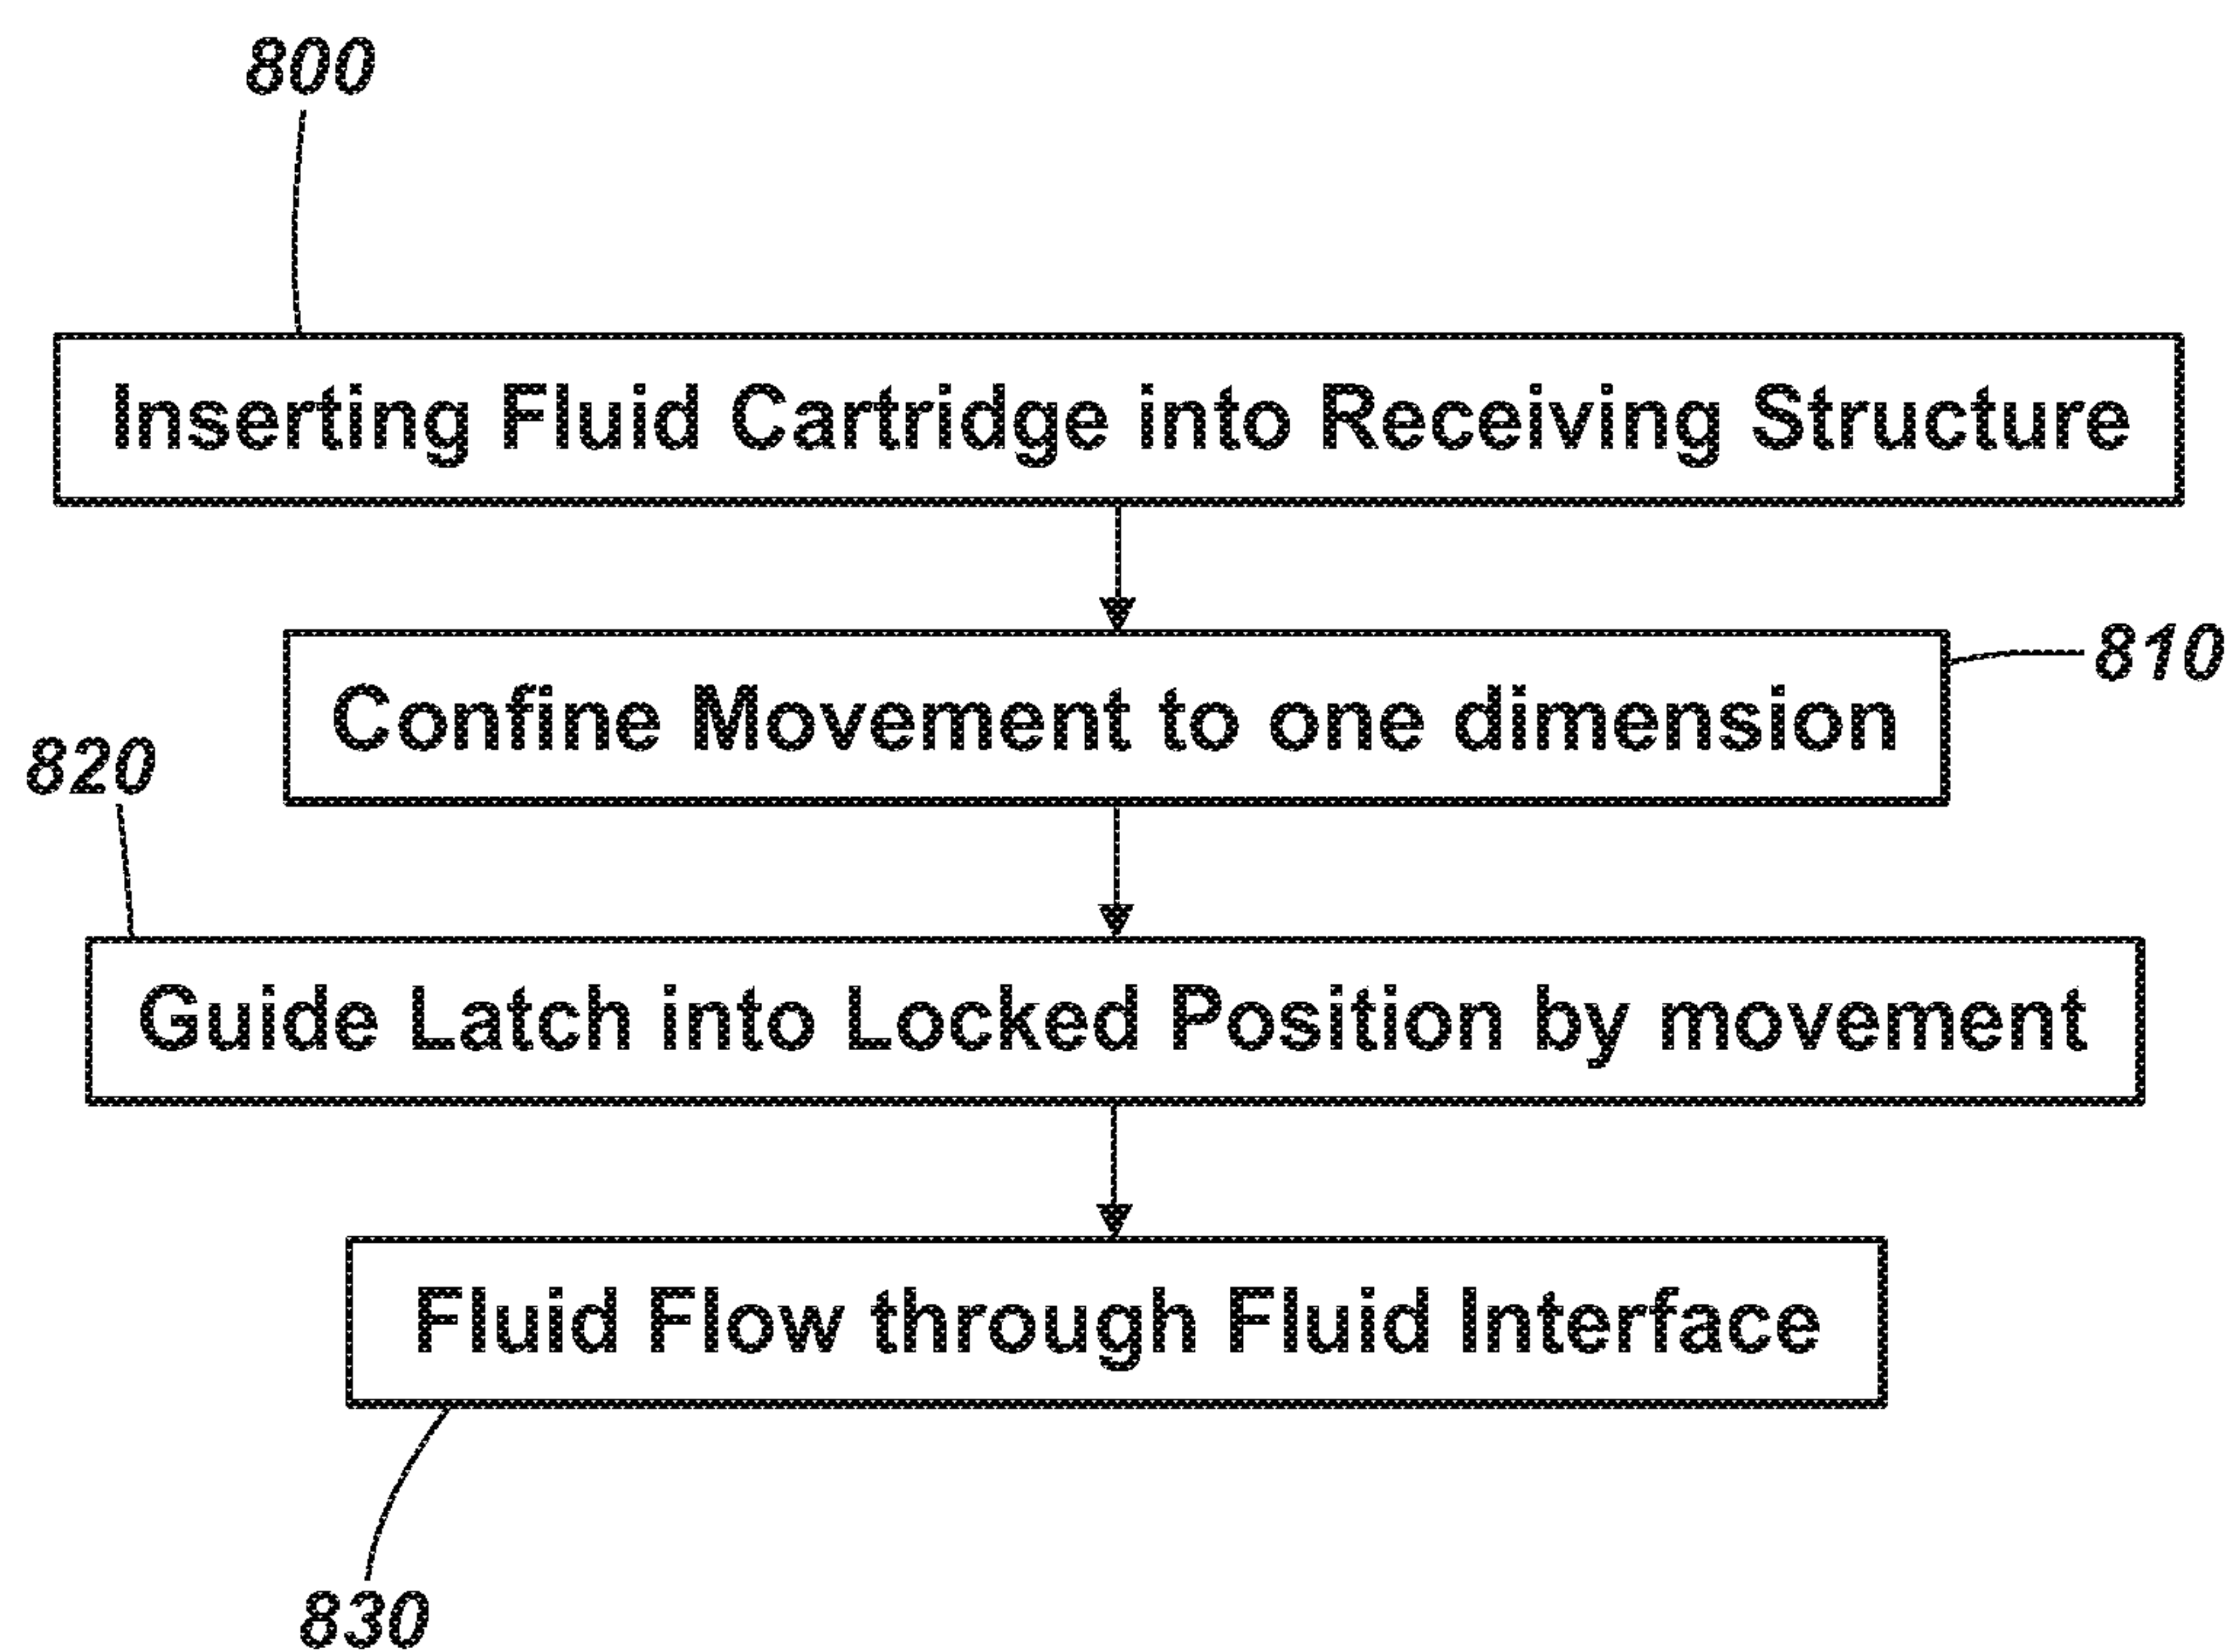 800
Inserting Fluid Cartridge into Receiving Structure
810
Confine Movement to one dimension
820
Guide Latch into Locked Position by movement
Fluid Flow through Fluid Interface
830